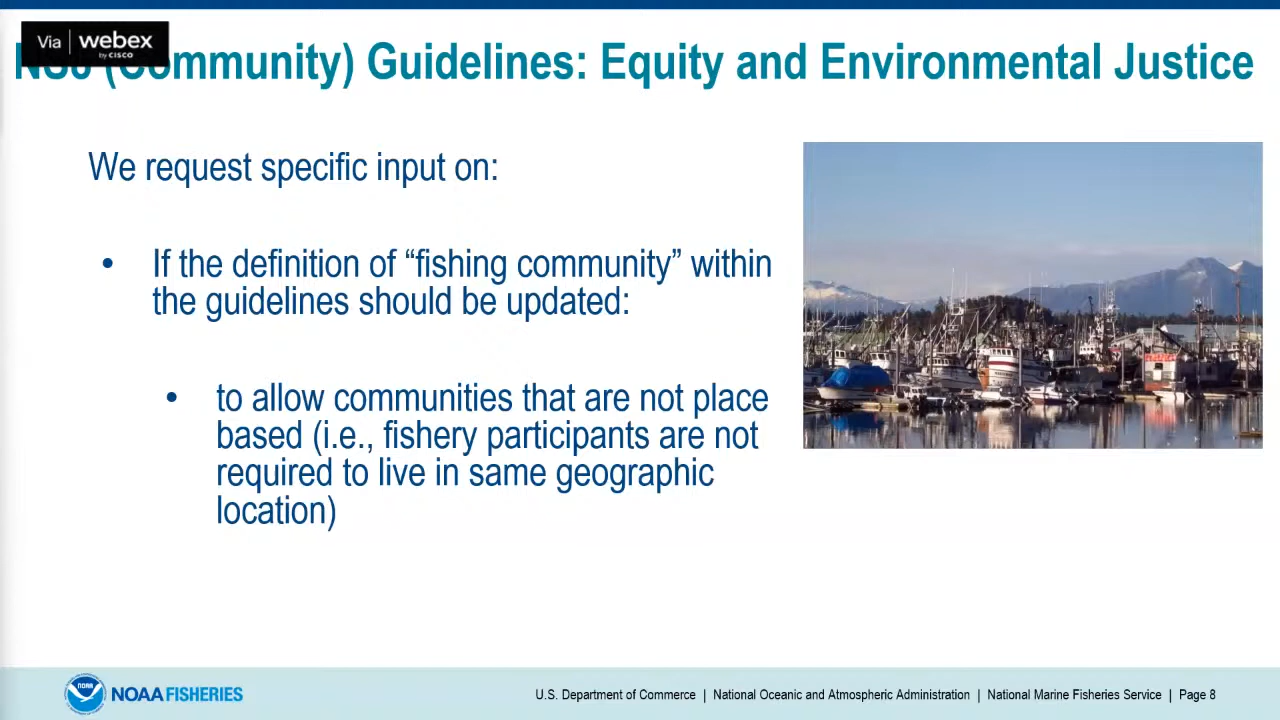 Via webex
by CISCO
(Community) Guidelines: Equity and Environmental Justice
We request specific input on:
• If the definition of “fishing community” within
the guidelines should be updated:
• to allow communities that are not place
based (i.e., fishery participants are not
required to live in same geographic
location)
NOAA
NOAA FISHERIES
U.S. Department of Commerce | National Oceanic and Atmospheric Administration | National Marine Fisheries Service | Page 8